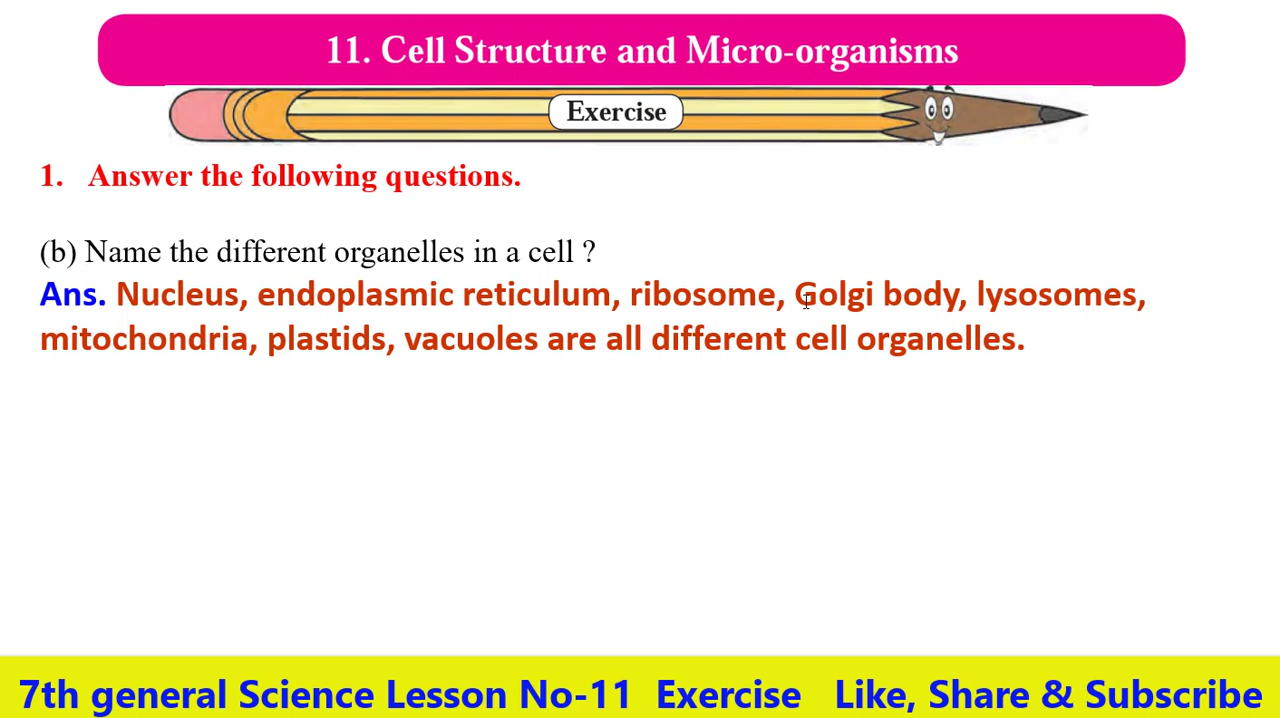 11. Cell Structure and Micro-organisms
Exercise
1. Answer the following questions.
(b) Name the different organelles in a cell ?
Ans. Nucleus, endoplasmic reticulum, ribosome, Golgi body, lysosomes,
mitochondria, plastids, vacuoles are all different cell organelles.
7th general Science Lesson No-11 Exercise Like, Share & Subscribe